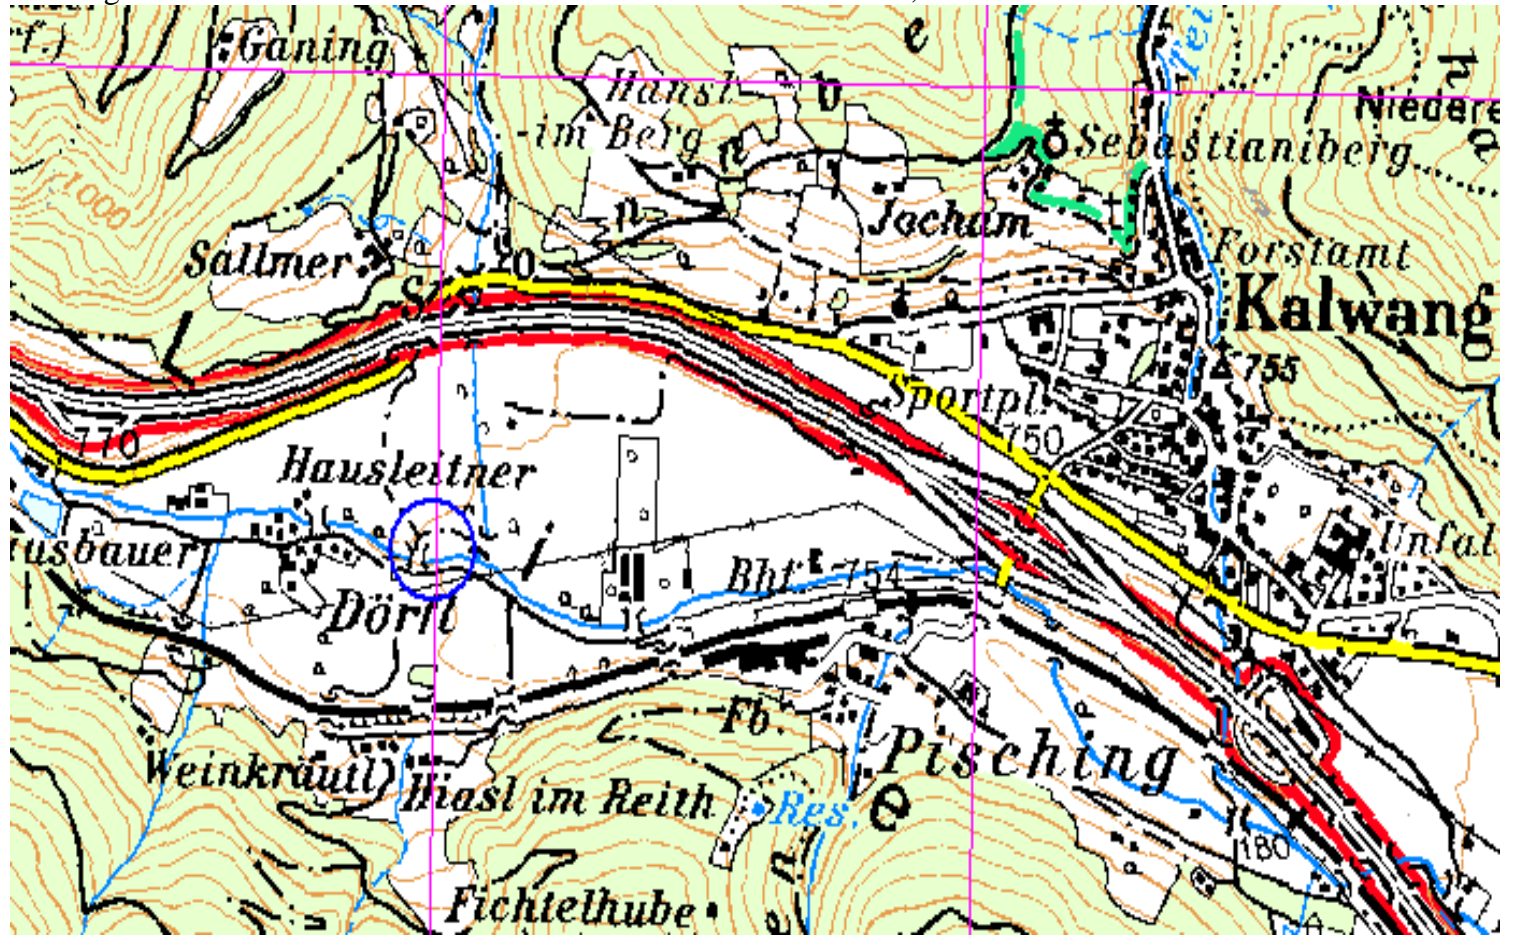 Ganing
Hansl
im Berg
Niedere
Sebastianiberg
1000
Jocham
Sallmer
Forstamt
Kalwang
755
Sportpl.
750
770
Hausleitner
Unfal
usbauer
Bhf
754
Dörfl
Fb.
Pisching
Weinkräutl
Hiasl im Reith
Res.
180
Fichtelhube